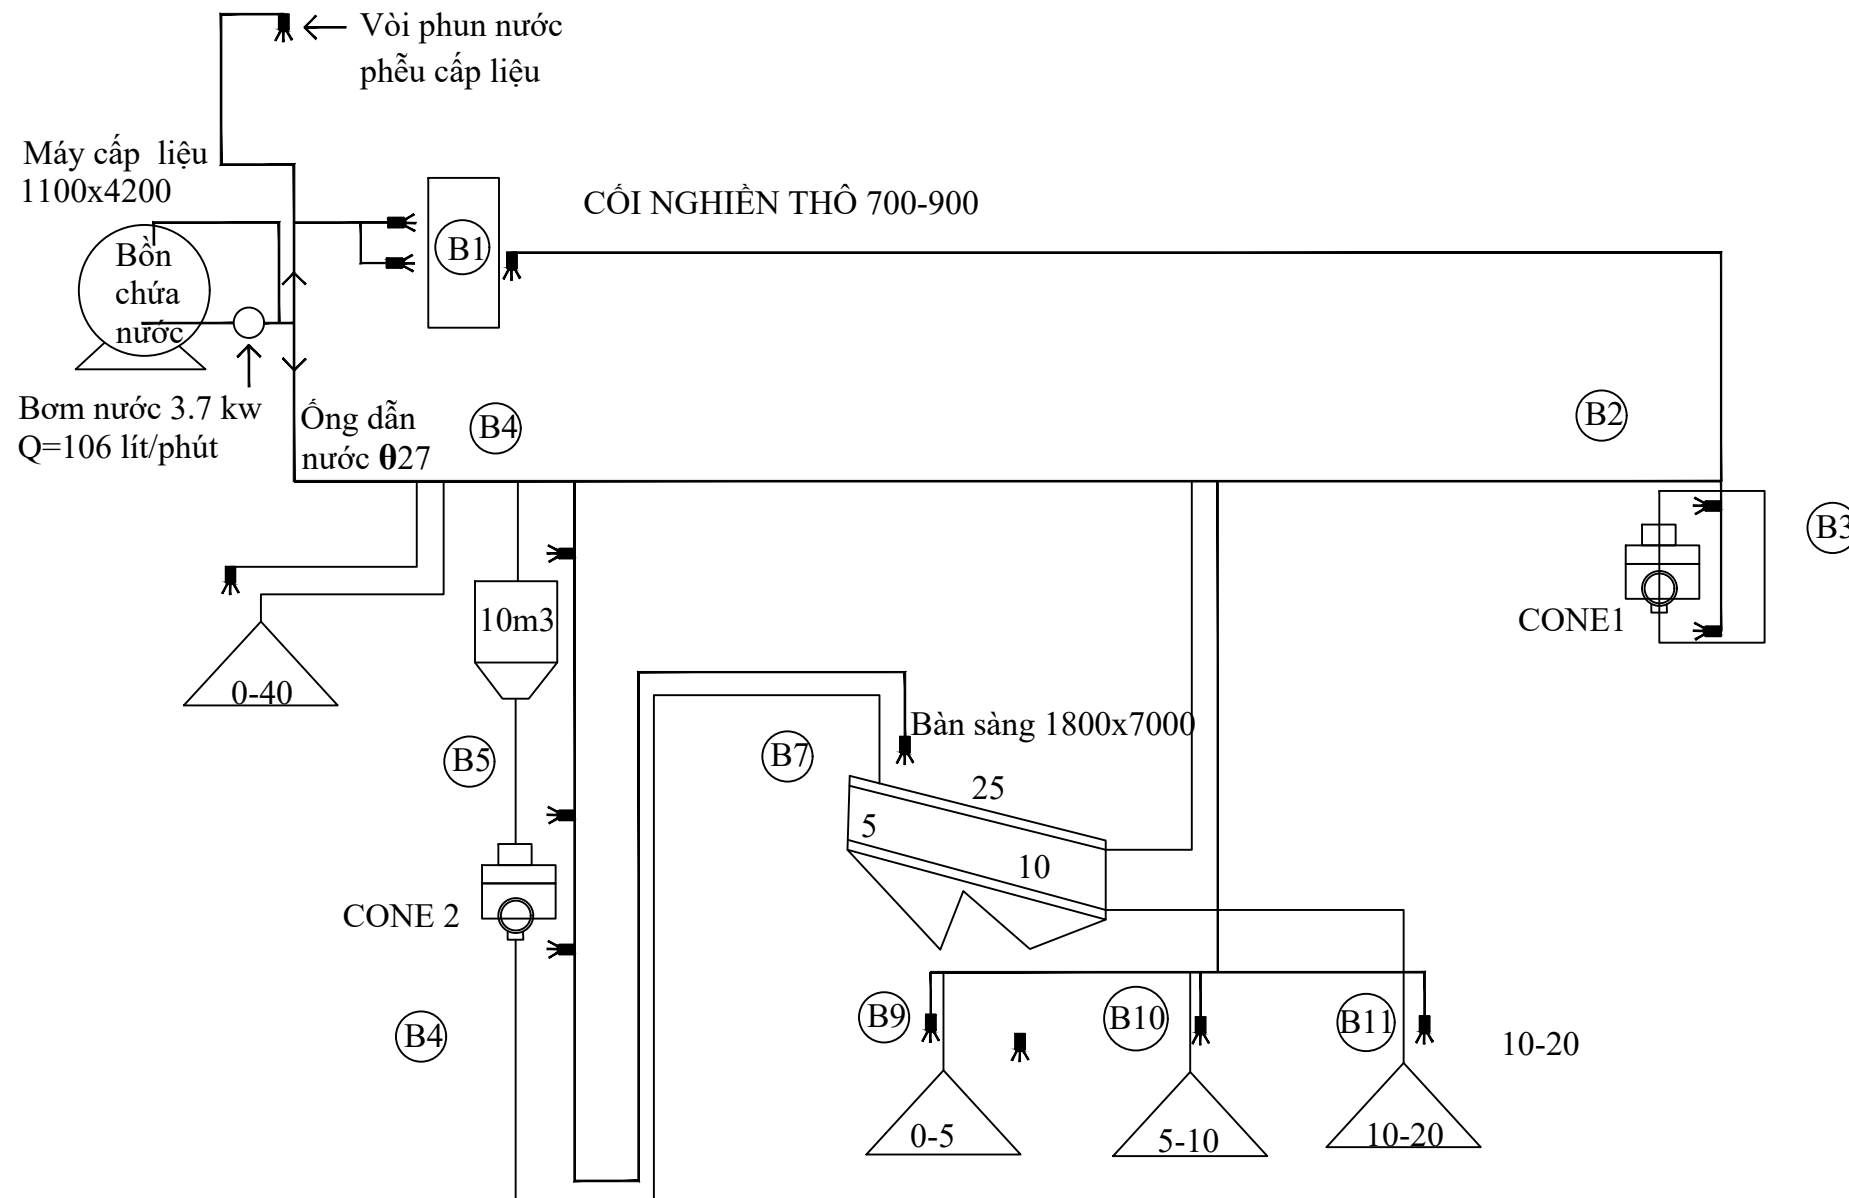 Vòi phun nước
phễu cấp liệu
Máy cấp liệu
1100x4200
CỐI NGHIỀN THÔ 700-900
B1
Bồn
chứa
nước
Bơm nước 3.7 kw
Q=106 lít/phút
Ống dẫn
nước θ27
B4
B2
B3
CONE1
10m3
0-40
B5
B7
Bàn sàng 1800x7000
25
5
10
CONE 2
B4
B9
B10
B11
10-20
0-5
5-10
10-20